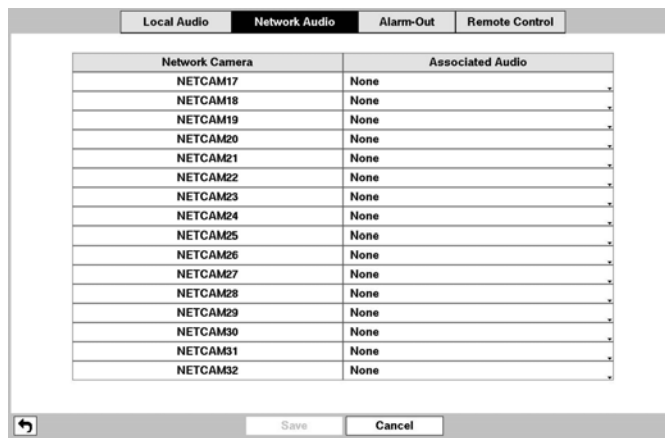 Local Audio Network Audio Alarm-Out Remote Control
Network Camera Associated Audio
NETCAM17 None
NETCAM18 None
NETCAM19 None
NETCAM20 None
NETCAM21 None
NETCAM22 None
NETCAM23 None
NETCAM24 None
NETCAM25 None
NETCAM26 None
NETCAM27 None
NETCAM28 None
NETCAM29 None
NETCAM30 None
NETCAM31 None
NETCAM32 None
Save Cancel